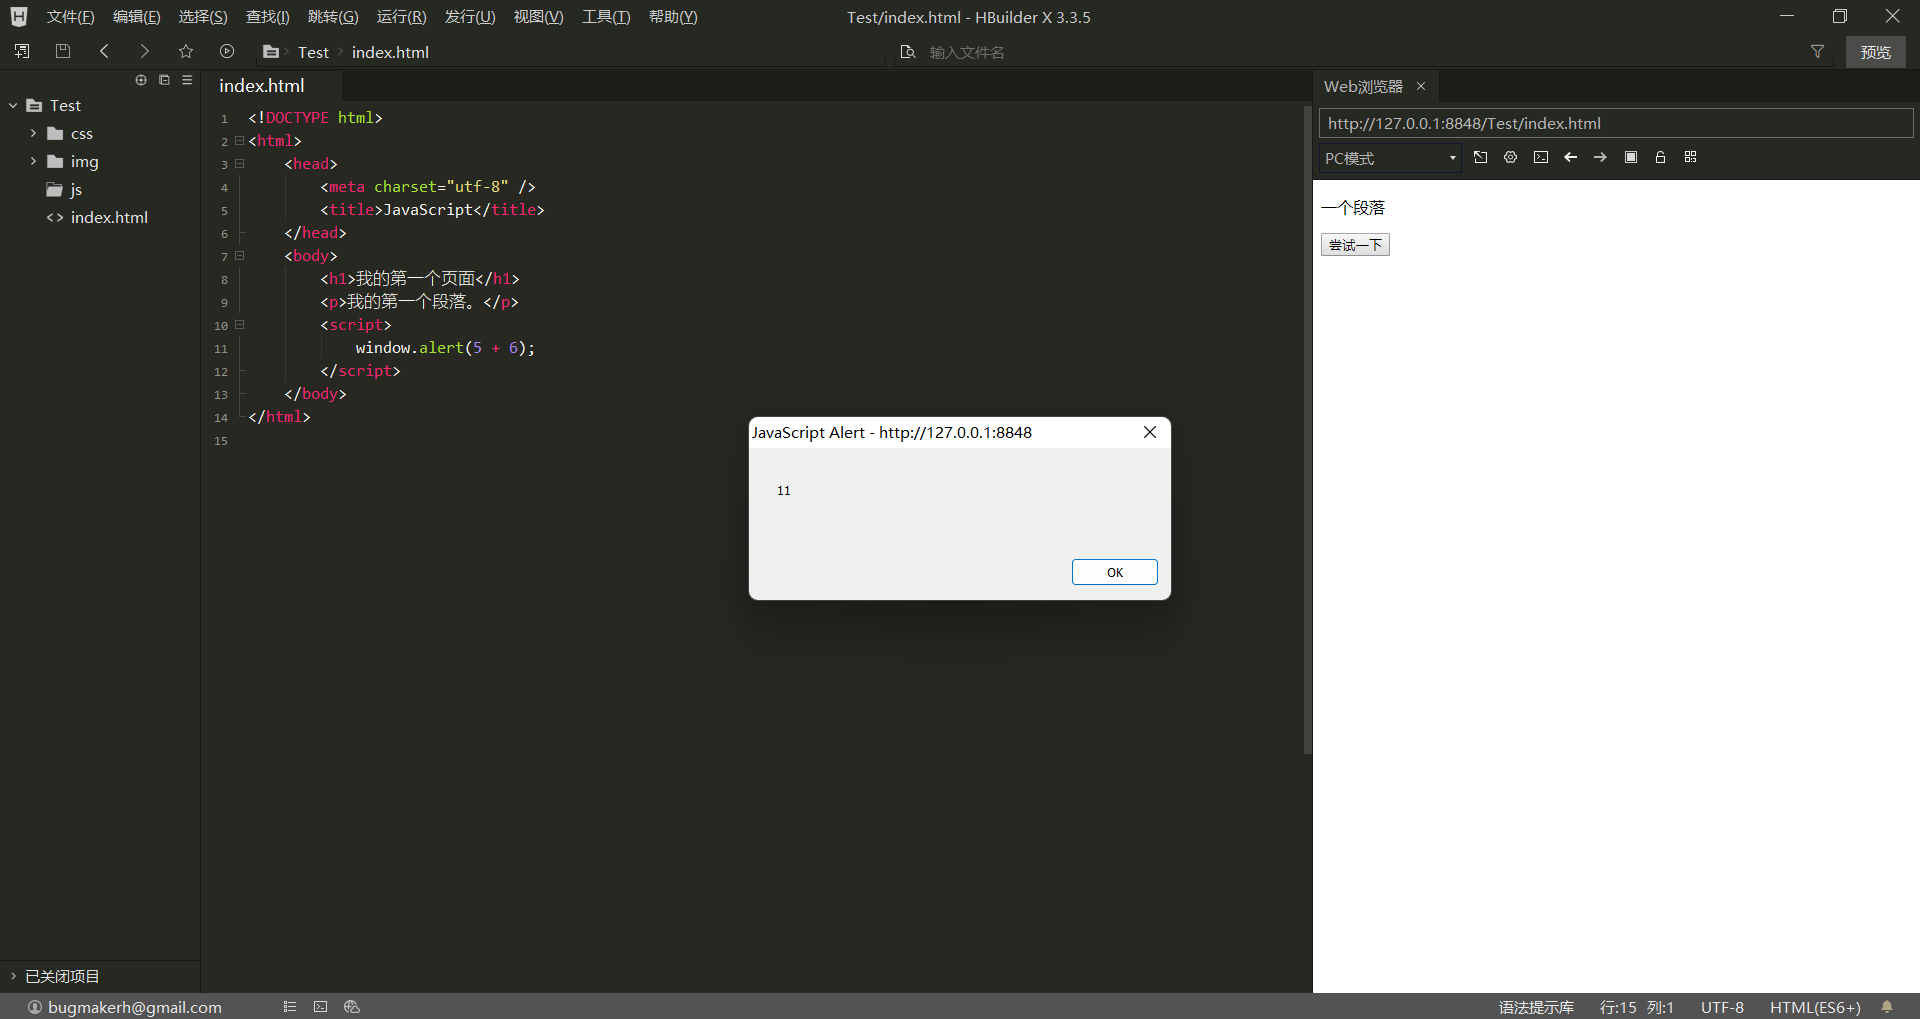 文件(F) 编辑(E) 选择(S) 查找(I) 跳转(G) 运行(R) 发行(U) 视图(V) 工具(T) 帮助(Y) Test/index.html - HBuilder X 3.3.5
Test index.html 输入文件名 预览
Test
css
img
js
index.html
已关闭项目
index.html
1 <!DOCTYPE html>
2 <html>
3 <head>
4 <meta charset="utf-8" />
5 <title>JavaScript</title>
6 </head>
7 <body>
8 <h1>我的第一个页面</h1>
9 <p>我的第一个段落。</p>
10 <script>
11 window.alert(5 + 6);
12 </script>
13 </body>
14 </html>
15
JavaScript Alert - http://127.0.0.1:8848
11
OK
Web浏览器
http://127.0.0.1:8848/Test/index.html
PC模式
一个段落
尝试一下
bugmakerh@gmail.com 语法提示库 行:15 列:1 UTF-8 HTML(ES6+)